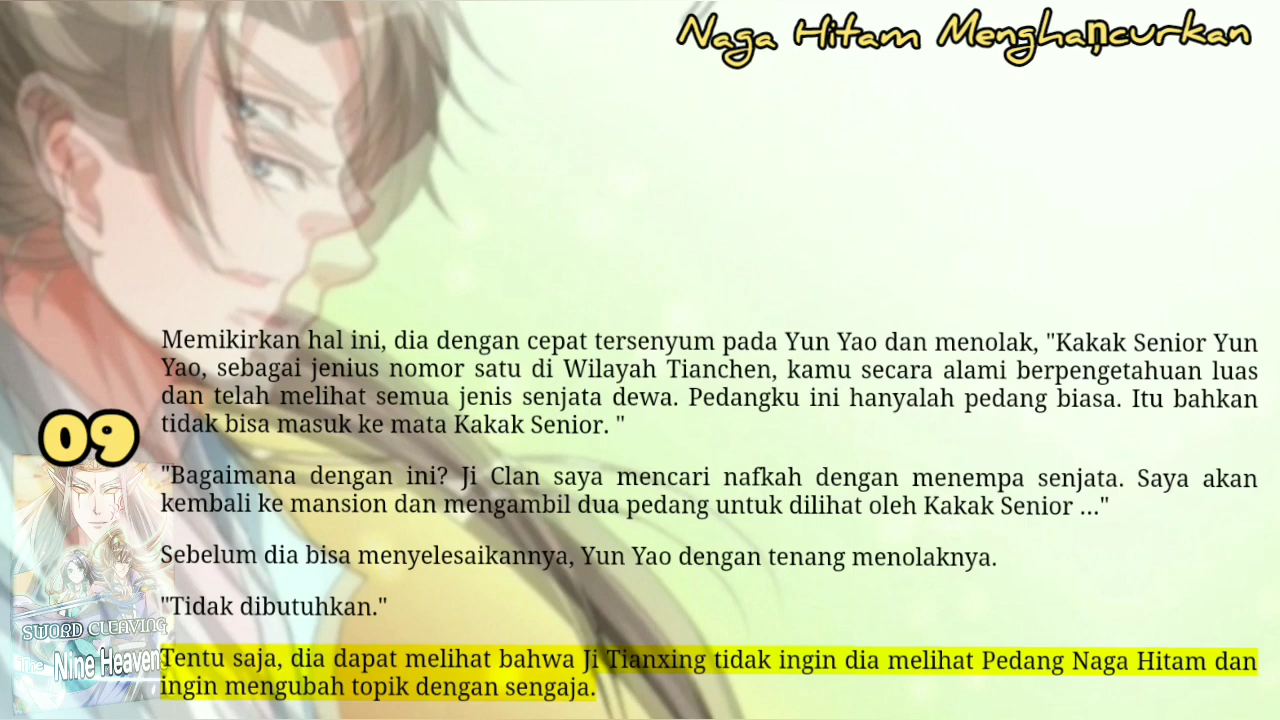 Naga Hitam Menghancurkan
Memikirkan hal ini, dia dengan cepat tersenyum pada Yun Yao dan menolak, "Kakak Senior Yun
Yao, sebagai jenius nomor satu di Wilayah Tianchen, kamu secara alami berpengetahuan luas
dan telah melihat semua jenis senjata dewa. Pedangku ini hanyalah pedang biasa. Itu bahkan
tidak bisa masuk ke mata Kakak Senior. "
09
"Bagaimana dengan ini? Ji Clan saya mencari nafkah dengan menempa senjata. Saya akan
kembali ke mansion dan mengambil dua pedang untuk dilihat oleh Kakak Senior ..."
Sebelum dia bisa menyelesaikannya, Yun Yao dengan tenang menolaknya.
"Tidak dibutuhkan."
SWORD CLEAVING
The Nine Heavens
Tentu saja, dia dapat melihat bahwa Ji Tianxing tidak ingin dia melihat Pedang Naga Hitam dan
ingin mengubah topik dengan sengaja.